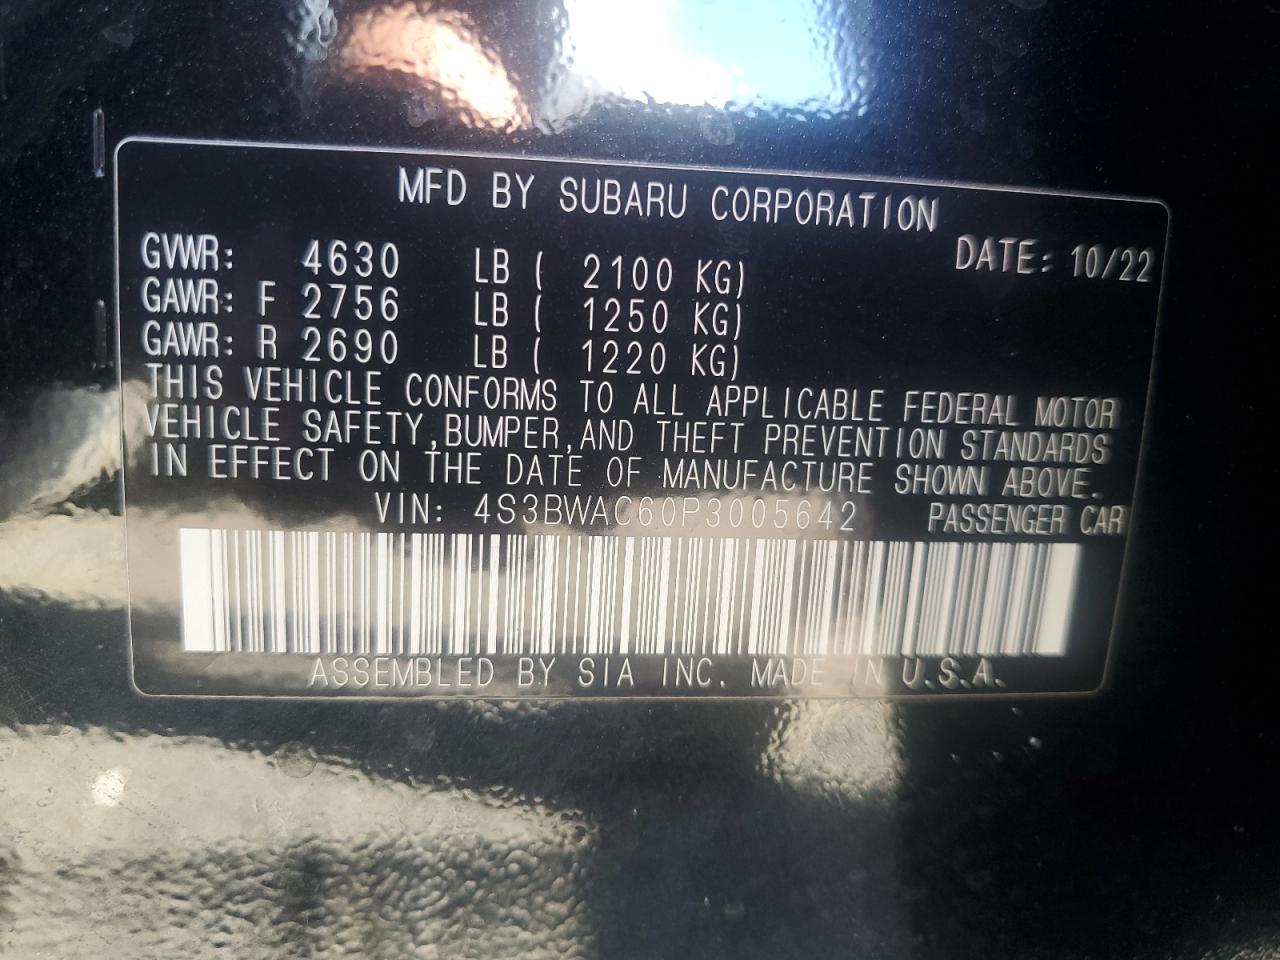 MFD BY SUBARU CORPORATION
DATE: 10/22
GVWR: 4630 LB ( 2100 KG)
GAWR: F 2756 LB ( 1250 KG)
GAWR: R 2690 LB ( 1220 KG)
THIS VEHICLE CONFORMS TO ALL APPLICABLE FEDERAL MOTOR
VEHICLE SAFETY, BUMPER, AND THEFT PREVENTION STANDARDS
IN EFFECT ON THE DATE OF MANUFACTURE SHOWN ABOVE.
VIN: 4S3BWAC60P3005642 PASSENGER CAR
ASSEMBLED BY SIA INC. MADE IN U.S.A.